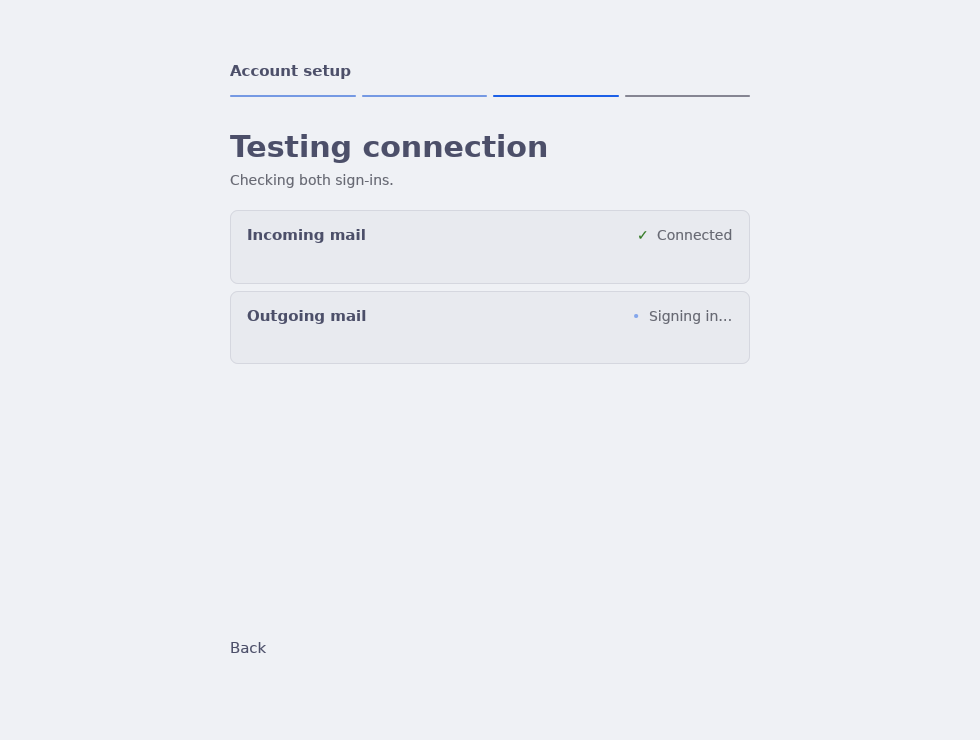 Account setup
Testing connection
Checking both sign-ins.
Incoming mail ✓ Connected
Outgoing mail • Signing in...
Back